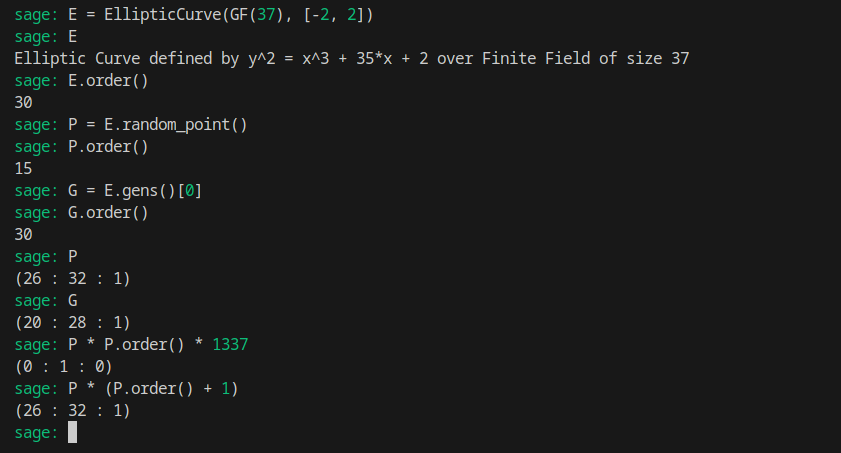 sage: E = EllipticCurve(GF(37), [-2, 2])
sage: E
Elliptic Curve defined by y^2 = x^3 + 35*x + 2 over Finite Field of size 37
sage: E.order()
30
sage: P = E.random_point()
sage: P.order()
15
sage: G = E.gens()[0]
sage: G.order()
30
sage: P
(26 : 32 : 1)
sage: G
(20 : 28 : 1)
sage: P * P.order() * 1337
(0 : 1 : 0)
sage: P * (P.order() + 1)
(26 : 32 : 1)
sage: